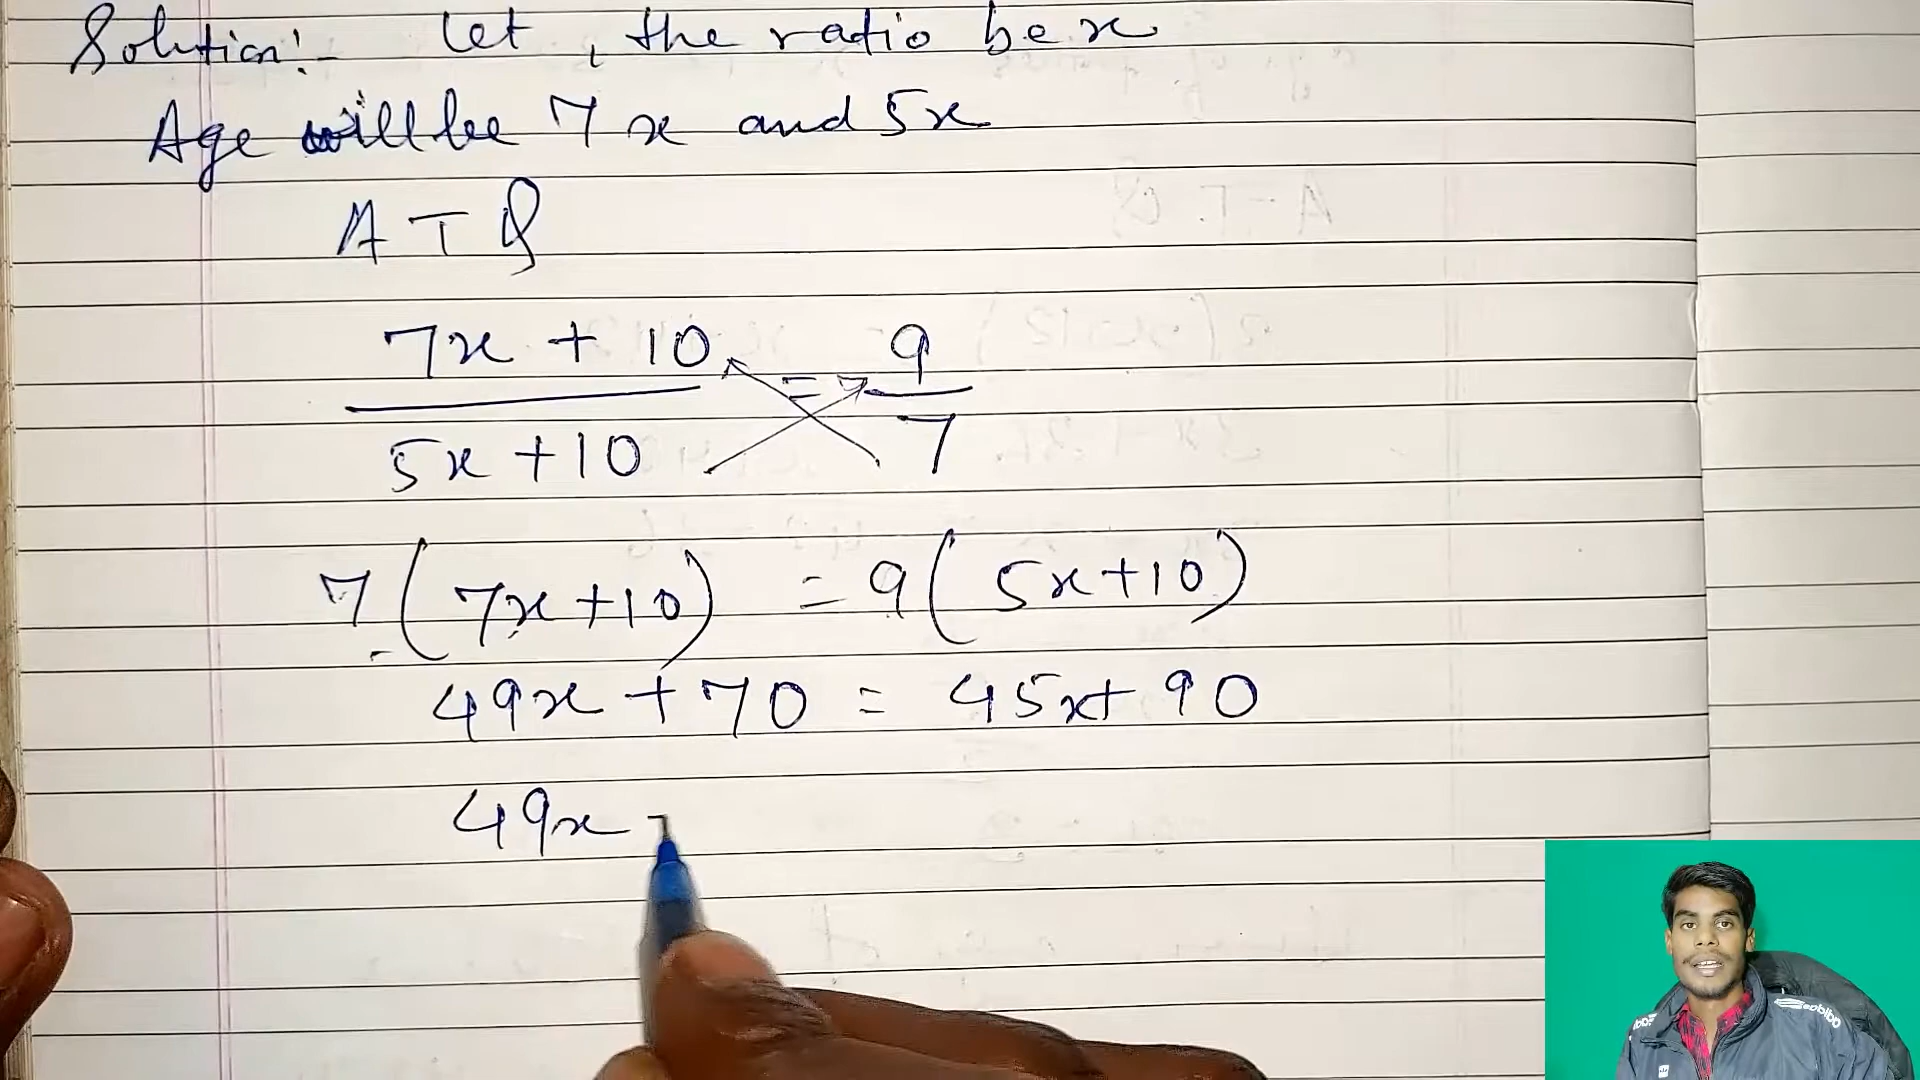 Solution:- Let, the ratio be x
Age will be 7x and 5x
ATQ
7x + 10 = 9
5x + 10 7
7(7x+10) = 9(5x+10)
49x + 70 = 45x + 90
49x -